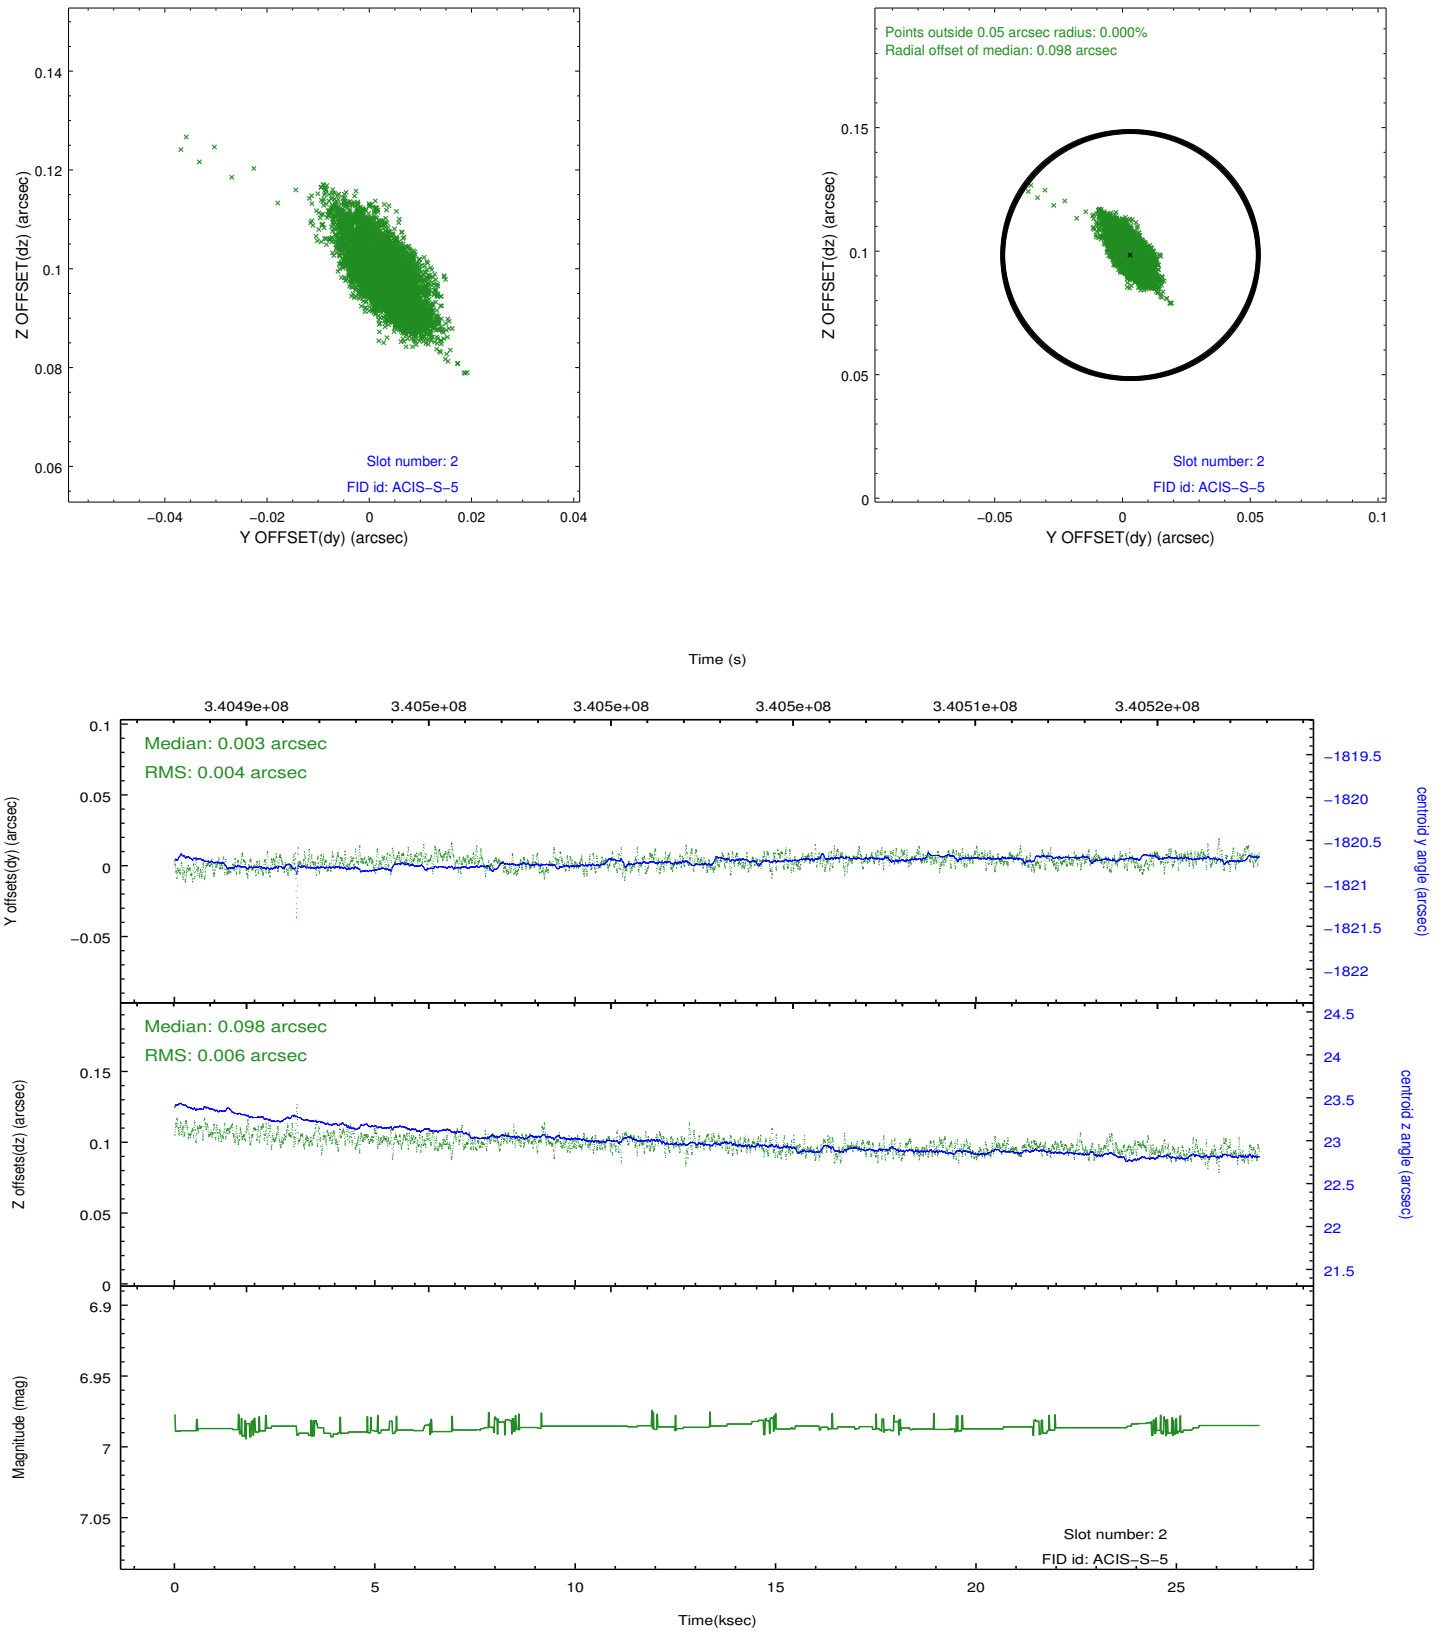 0.14
0.12
0.1
0.08
0.06
Z OFFSET(dz) (arcsec)
Slot number: 2
FID id: ACIS−S−5
−0.04
−0.02
0
0.02
0.04
Y OFFSET(dy) (arcsec)
Points outside 0.05 arcsec radius: 0.000%
Radial offset of median: 0.098 arcsec
0.15
0.1
0.05
0
Z OFFSET(dz) (arcsec)
Slot number: 2
FID id: ACIS−S−5
−0.05
0
0.05
0.1
Y OFFSET(dy) (arcsec)
Time (s)
3.4049e+08
3.405e+08
3.405e+08
3.405e+08
3.4051e+08
3.4052e+08
Median: 0.003 arcsec
RMS: 0.004 arcsec
0.1
0.05
0
−0.05
Y offsets(dy) (arcsec)
−1819.5
−1820
−1820.5
−1821
−1821.5
−1822
centroid y angle (arcsec)
Median: 0.098 arcsec
RMS: 0.006 arcsec
0.15
0.1
0.05
0
Z offsets(dz) (arcsec)
24.5
24
23.5
23
22.5
22
21.5
centroid z angle (arcsec)
6.9
6.95
7
7.05
Magnitude (mag)
Slot number: 2
FID id: ACIS−S−5
0
5
10
15
20
25
Time(ksec)